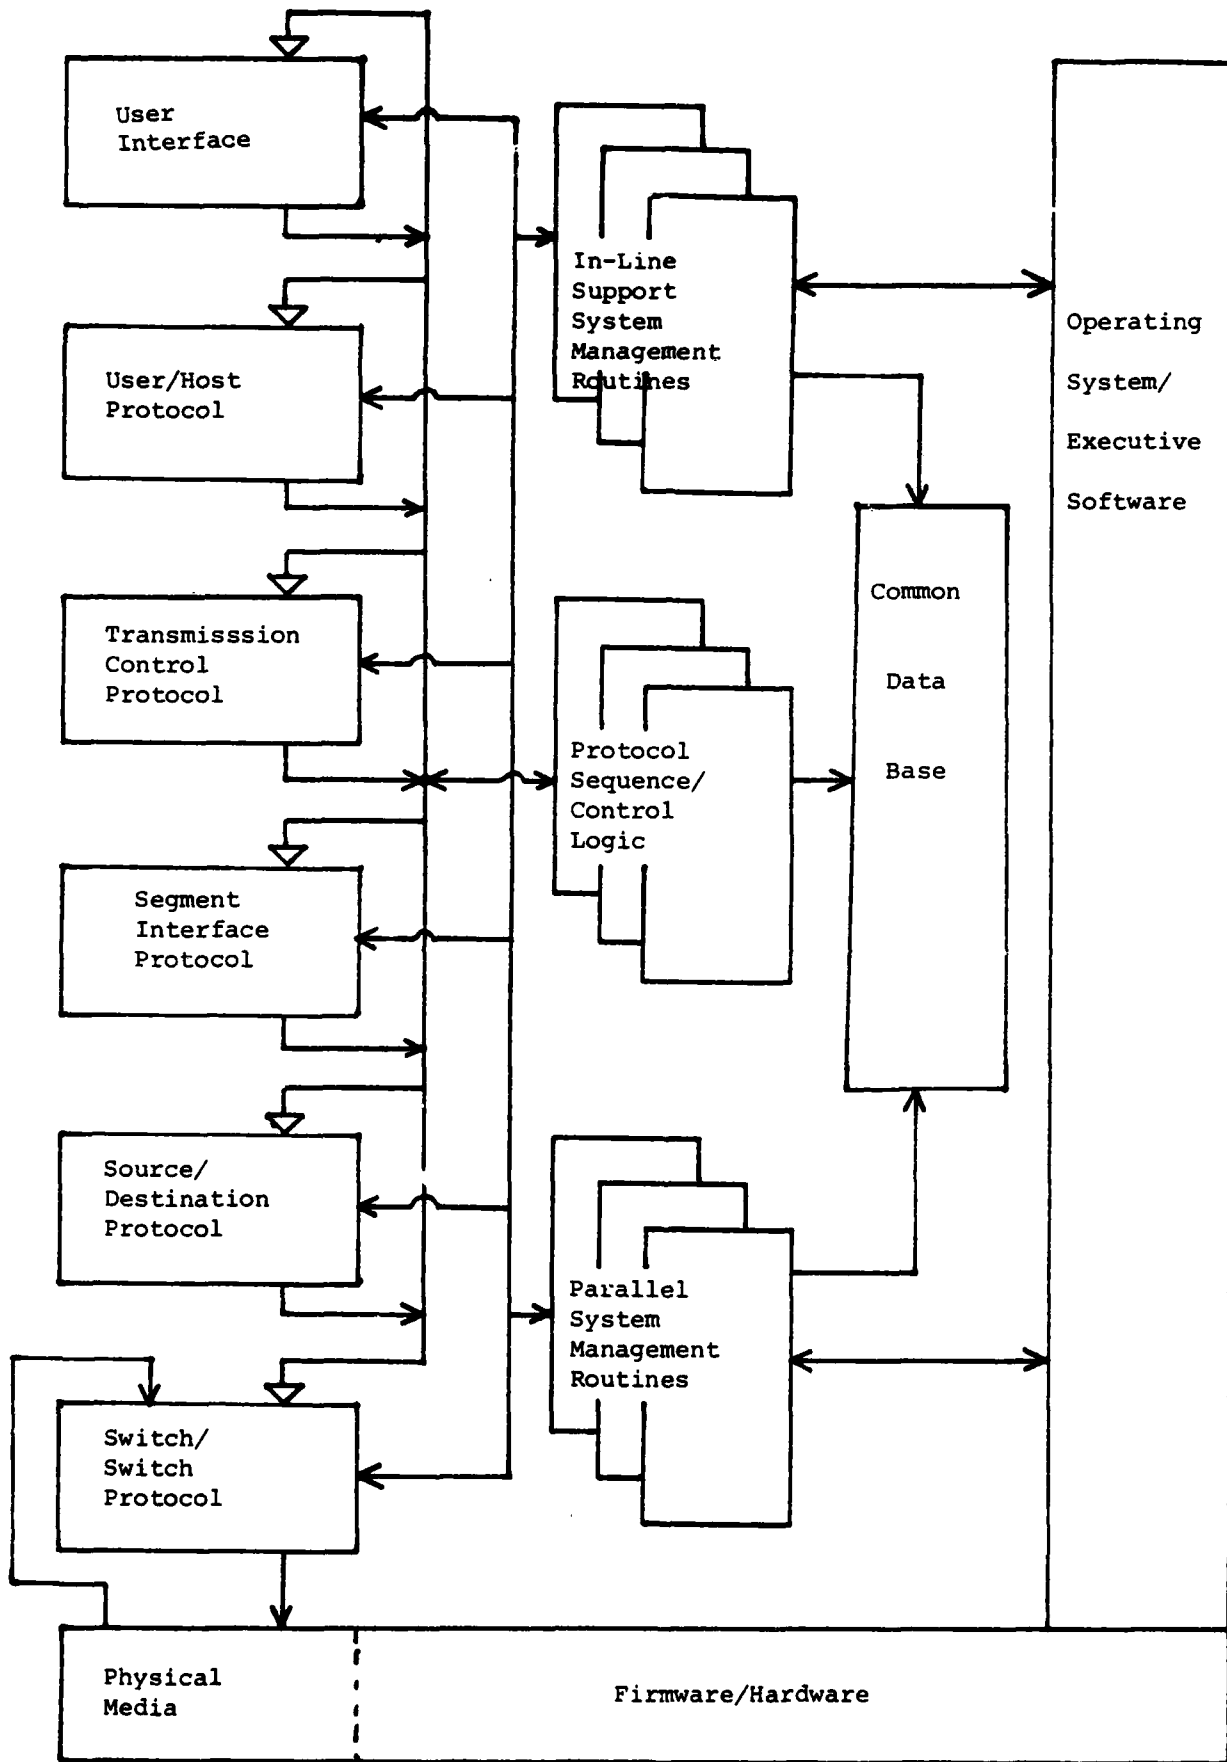 User
Interface
User/Host
Protocol
Transmisssion
Control
Protocol
Segment
Interface
Protocol
Source/
Destination
Protocol
Switch/
Switch
Protocol
Physical
Media
In-Line
Support
System
Management
Routines
Protocol
Sequence/
Control
Logic
Parallel
System
Management
Routines
Common
Data
Base
Operating
System/
Executive
Software
Firmware/Hardware